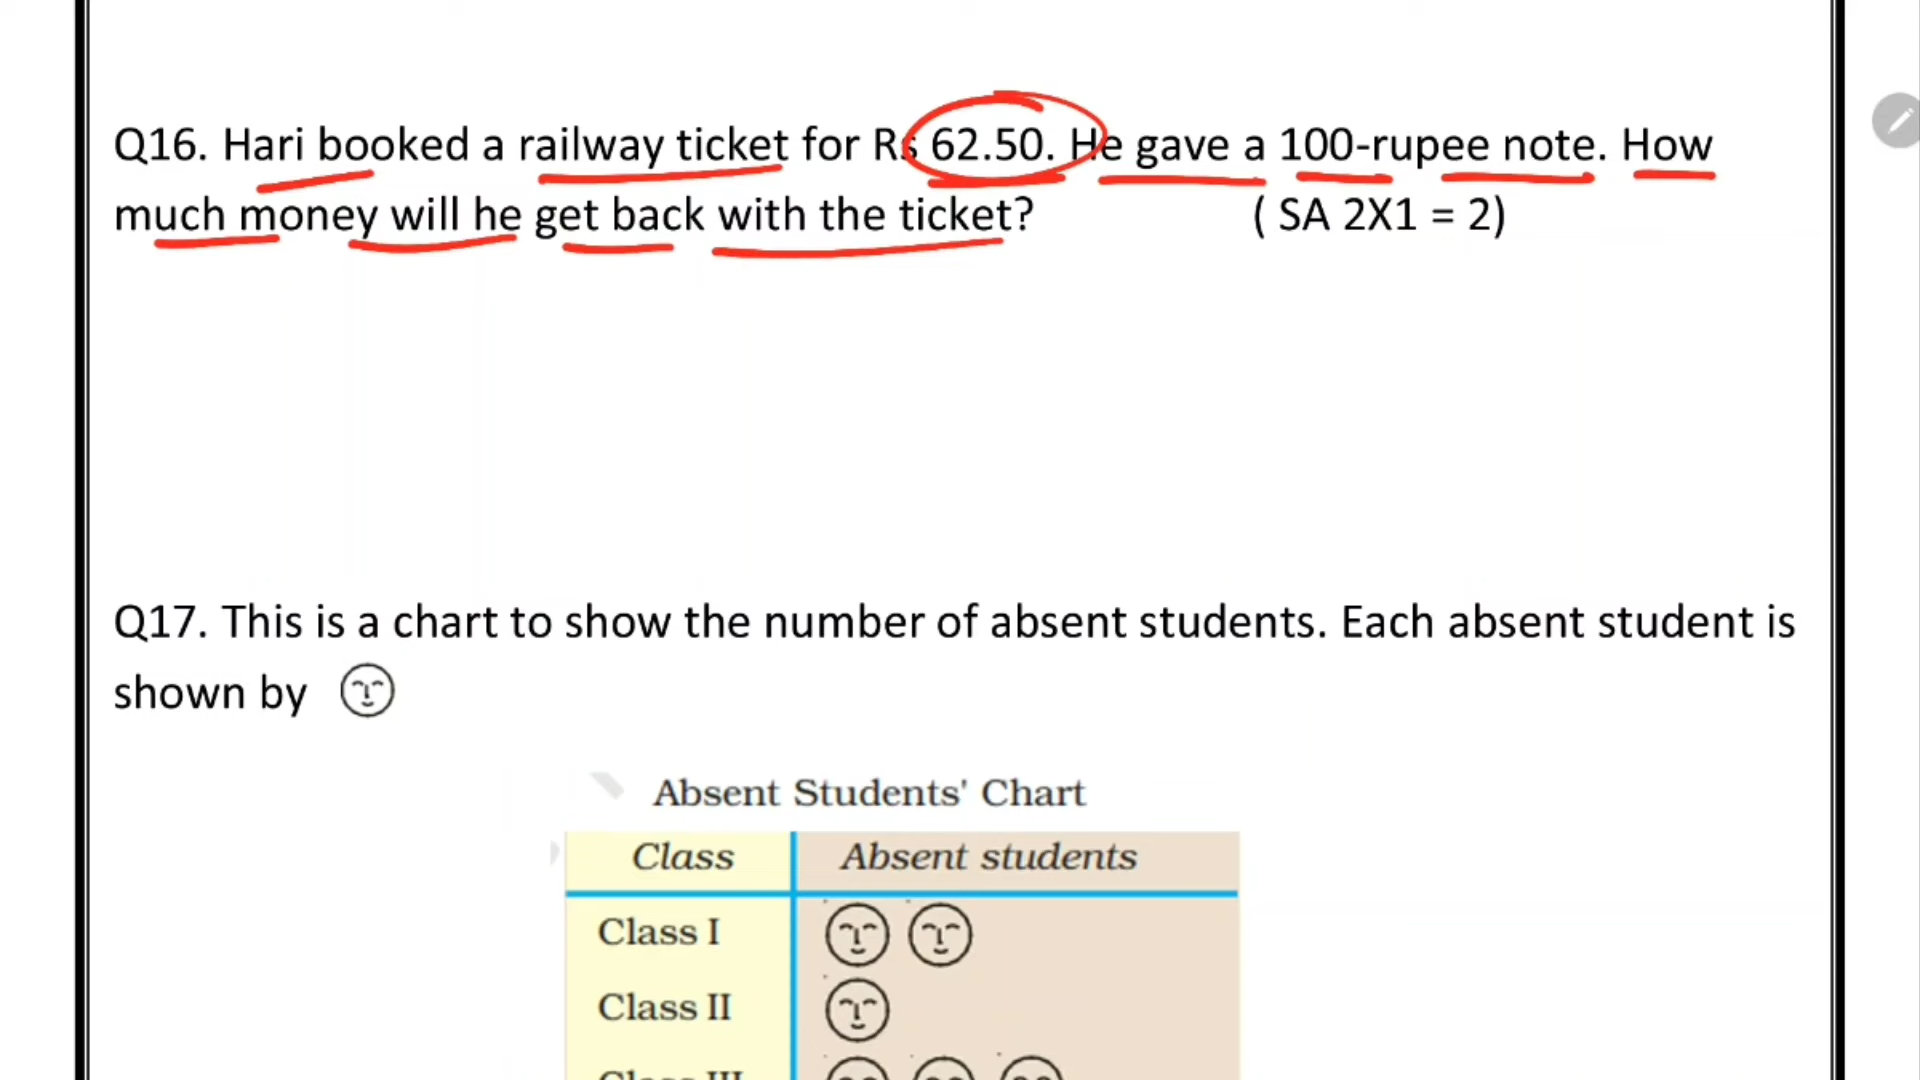 Q16. Hari booked a railway ticket for Rs 62.50. He gave a 100-rupee note. How
much money will he get back with the ticket? ( SA 2X1 = 2)
Q17. This is a chart to show the number of absent students. Each absent student is
shown by
Absent Students' Chart
Class Absent students
Class I
Class II
Class III